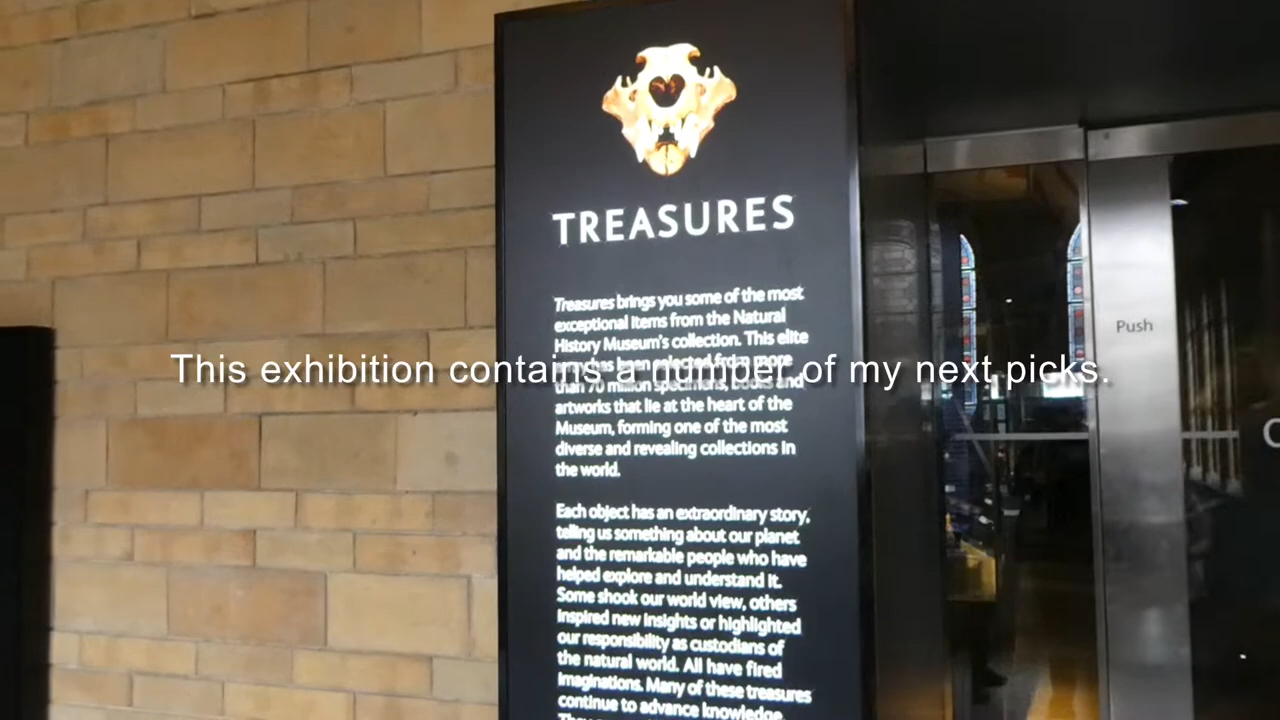 TREASURES
Treasures brings you some of the most
exceptional items from the Natural
History Museum's collection. This elite
has been selected from more
than 70 million specimens, books and
artworks that lie at the heart of the
Museum, forming one of the most
diverse and revealing collections in
the world.
Each object has an extraordinary story,
telling us something about our planet
and the remarkable people who have
helped explore and understand it.
Some shook our world view, others
inspired new insights or highlighted
our responsibility as custodians of
the natural world. All have fired
imaginations. Many of these treasures
continue to advance knowledge.
This exhibition contains a number of my next picks.
Push